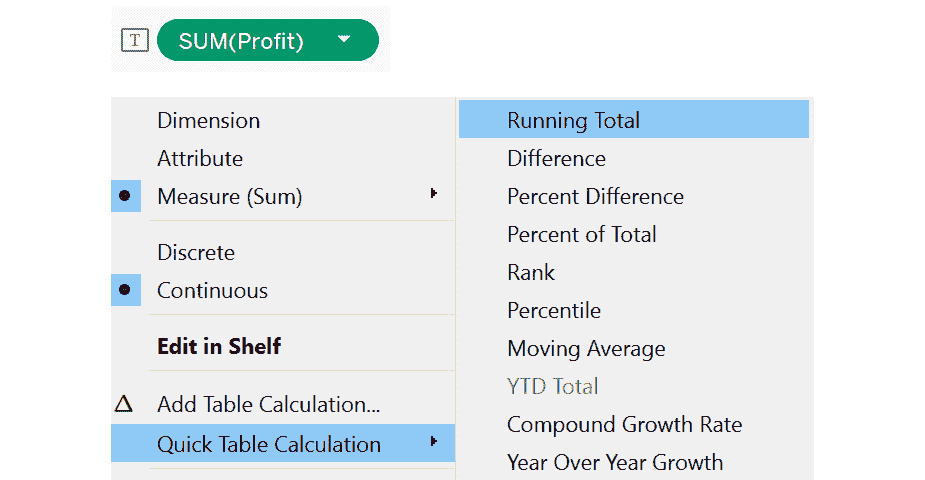 T SUM(Profit)
Dimension
Attribute
Measure (Sum)
Discrete
Continuous
Edit in Shelf
Add Table Calculation...
Quick Table Calculation
Running Total
Difference
Percent Difference
Percent of Total
Rank
Percentile
Moving Average
YTD Total
Compound Growth Rate
Year Over Year Growth